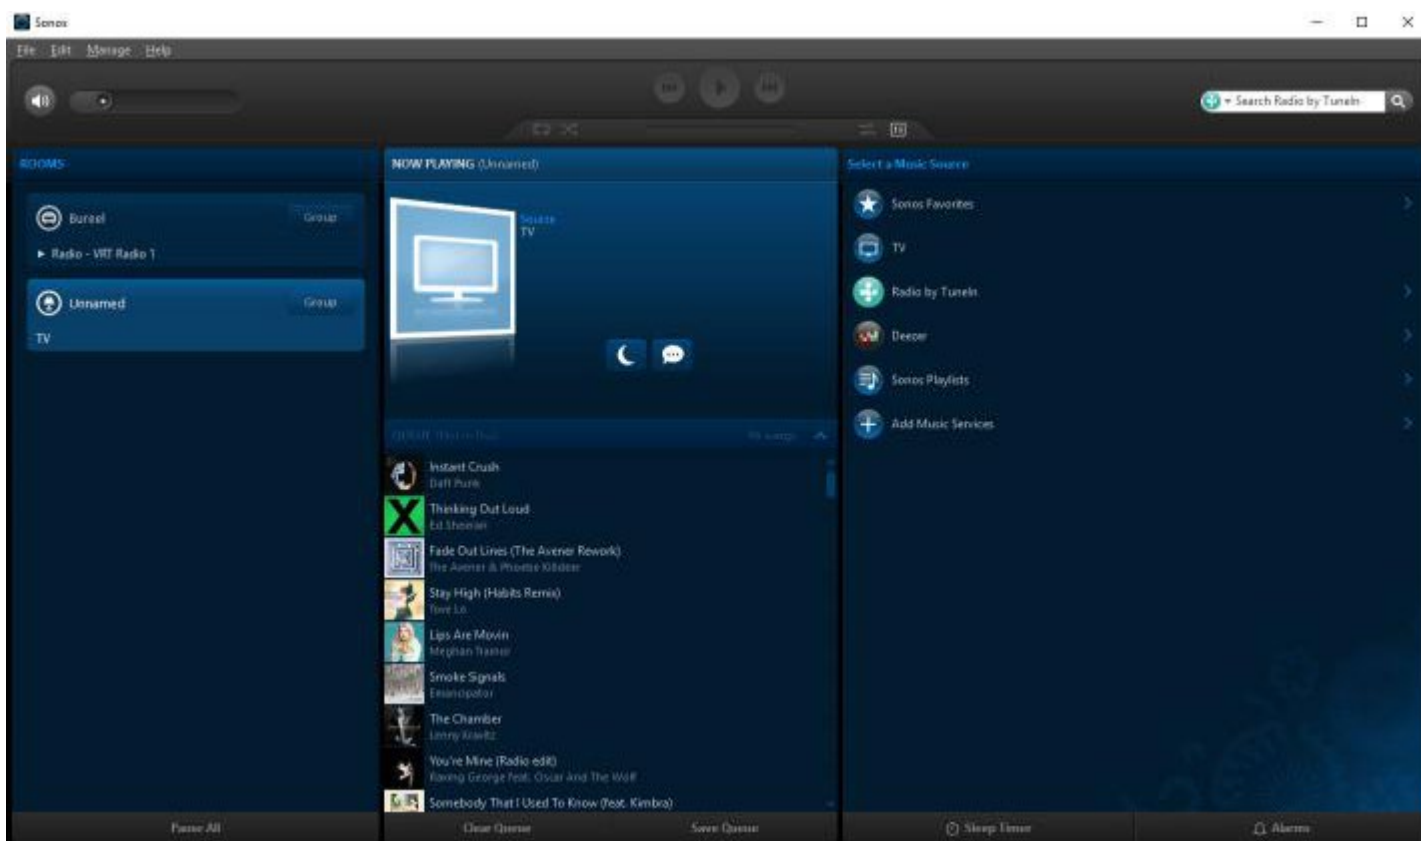 Sonos
File Edit Manage Help
Search Radio by TuneIn
ROOMS
Bureel Group
Radio - VRT Radio 1
Unnamed Group
TV
NOW PLAYING (Unnamed)
Source
TV
QUEUE
Instant Crush
Daft Punk
Thinking Out Loud
Ed Sheeran
Fade Out Lines (The Avener Rework)
The Avener & Phoebe Killdeer
Stay High (Habits Remix)
Tove Lo
Lips Are Movin
Meghan Trainor
Smoke Signals
Emancipator
The Chamber
Lenny Kravitz
You're Mine (Radio edit)
Raving George feat. Oscar And The Wolf
Somebody That I Used To Know (feat. Kimbra)
Select a Music Source
Sonos Favorites
TV
Radio by TuneIn
Deezer
Sonos Playlists
Add Music Services
Pause All
Clear Queue Save Queue
Sleep Timer Alarms